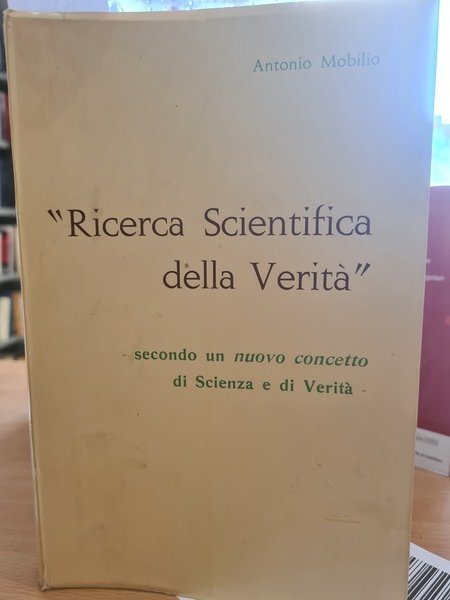 Antonio Mobilio
"Ricerca Scientifica
della Verità"
- secondo un nuovo concetto
di Scienza e di Verità -